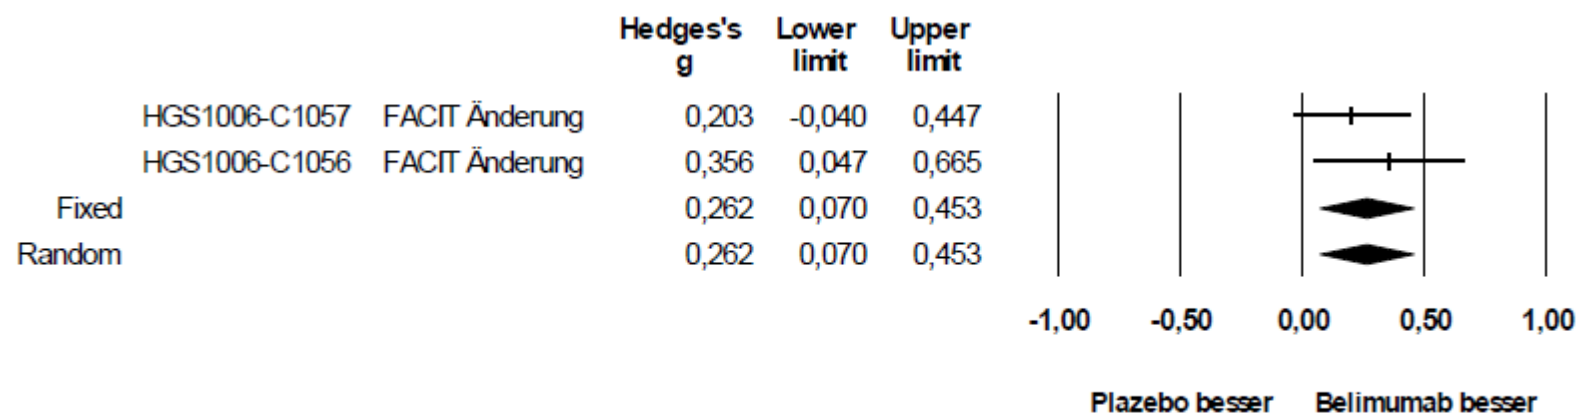 Hedges's g Lower limit Upper limit
HGS1006-C1057 FACIT Änderung 0,203 -0,040 0,447
HGS1006-C1056 FACIT Änderung 0,356 0,047 0,665
Fixed 0,262 0,070 0,453
Random 0,262 0,070 0,453
-1,00 -0,50 0,00 0,50 1,00
Plazebo besser Belimumab besser